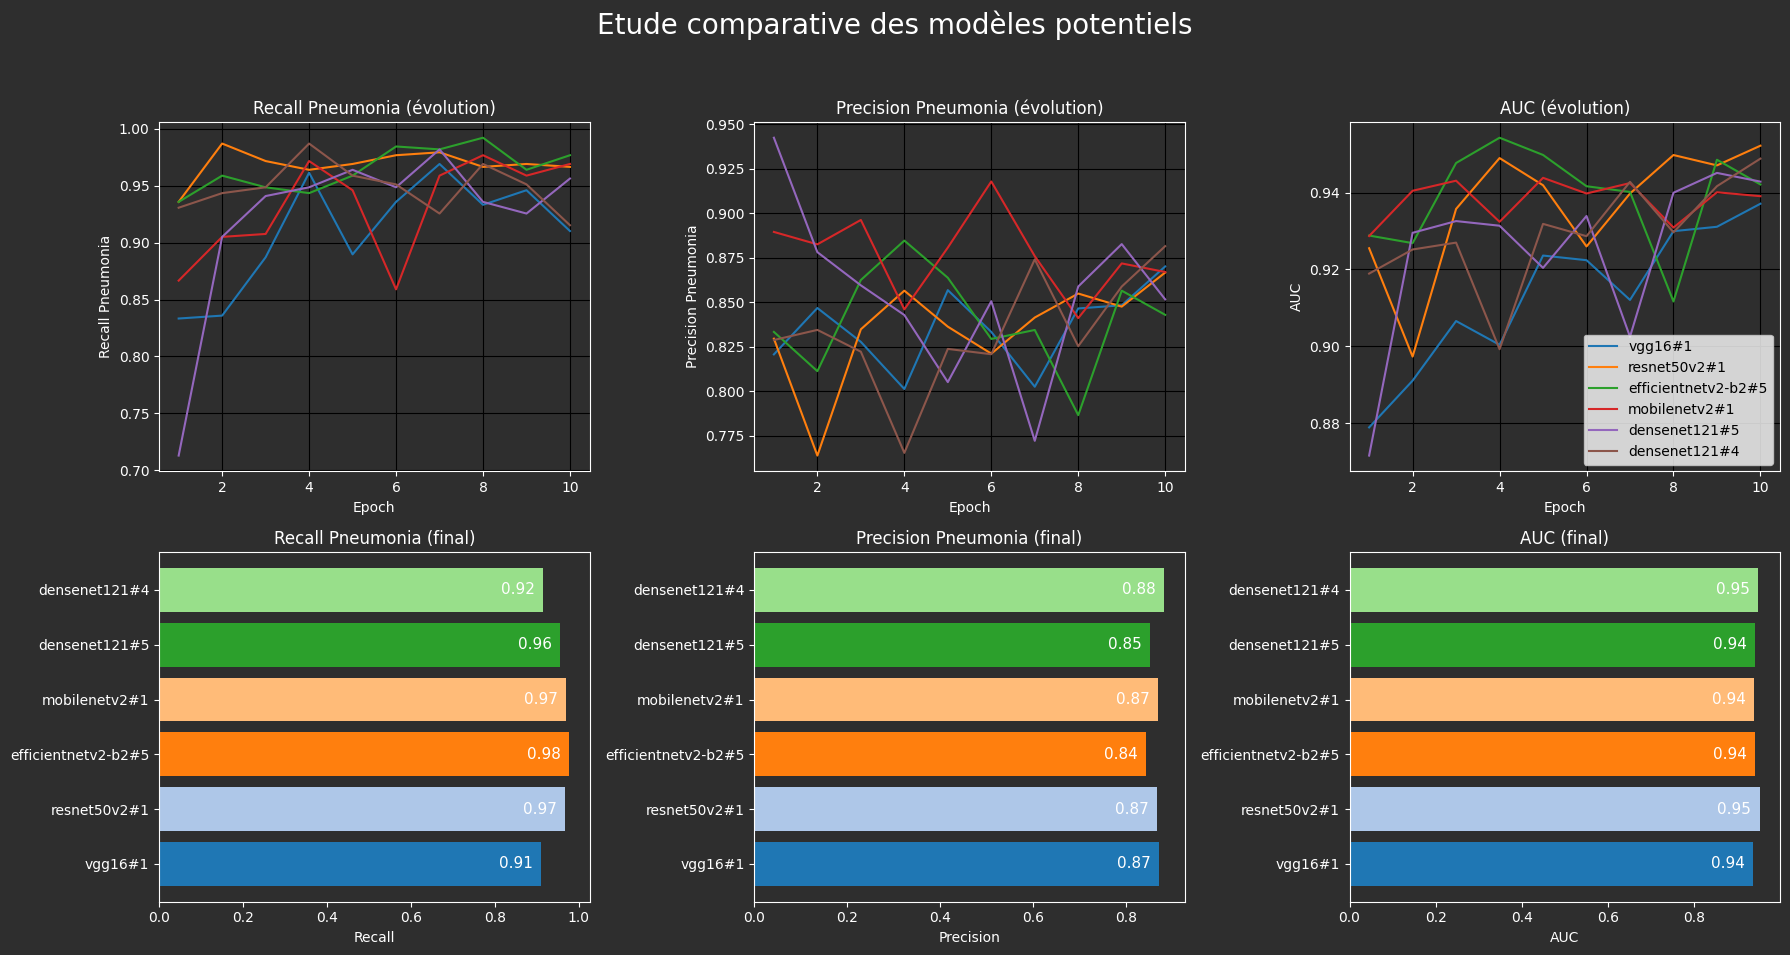 Etude comparative des modèles potentiels
Recall Pneumonia (évolution)
Recall Pneumonia
1.00
0.95
0.90
0.85
0.80
0.75
0.70
2 4 6 8 10
Epoch
Precision Pneumonia (évolution)
Precision Pneumonia
0.950
0.925
0.900
0.875
0.850
0.825
0.800
0.775
2 4 6 8 10
Epoch
AUC (évolution)
AUC
0.94
0.92
0.90
0.88
vgg16#1
resnet50v2#1
efficientnetv2-b2#5
mobilenetv2#1
densenet121#5
densenet121#4
2 4 6 8 10
Epoch
Recall Pneumonia (final)
densenet121#4 0.92
densenet121#5 0.96
mobilenetv2#1 0.97
efficientnetv2-b2#5 0.98
resnet50v2#1 0.97
vgg16#1 0.91
0.0 0.2 0.4 0.6 0.8 1.0
Recall
Precision Pneumonia (final)
densenet121#4 0.88
densenet121#5 0.85
mobilenetv2#1 0.87
efficientnetv2-b2#5 0.84
resnet50v2#1 0.87
vgg16#1 0.87
0.0 0.2 0.4 0.6 0.8
Precision
AUC (final)
densenet121#4 0.95
densenet121#5 0.94
mobilenetv2#1 0.94
efficientnetv2-b2#5 0.94
resnet50v2#1 0.95
vgg16#1 0.94
0.0 0.2 0.4 0.6 0.8
AUC